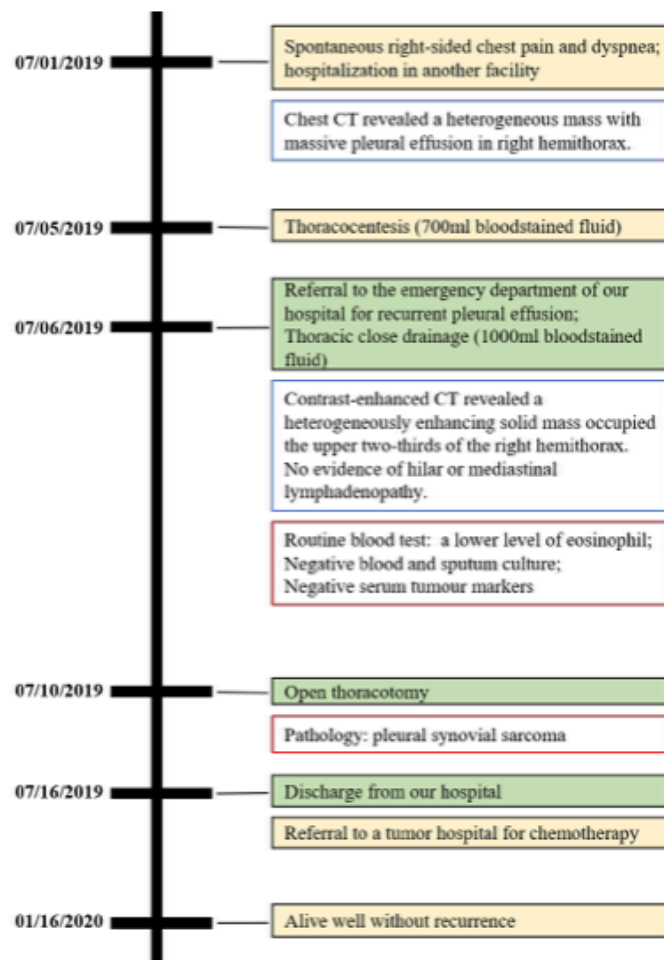 07/01/2019
Spontaneous right-sided chest pain and dyspnea;
hospitalization in another facility
Chest CT revealed a heterogeneous mass with
massive pleural effusion in right hemithorax.
07/05/2019
Thoracocentesis (700ml bloodstained fluid)
07/06/2019
Referral to the emergency department of our
hospital for recurrent pleural effusion;
Thoracic close drainage (1000ml bloodstained
fluid)
Contrast-enhanced CT revealed a
heterogeneously enhancing solid mass occupied
the upper two-thirds of the right hemithorax.
No evidence of hilar or mediastinal
lymphadenopathy.
Routine blood test: a lower level of eosinophil;
Negative blood and sputum culture;
Negative serum tumour markers
07/10/2019
Open thoracotomy
Pathology: pleural synovial sarcoma
07/16/2019
Discharge from our hospital
Referral to a tumor hospital for chemotherapy
01/16/2020
Alive well without recurrence